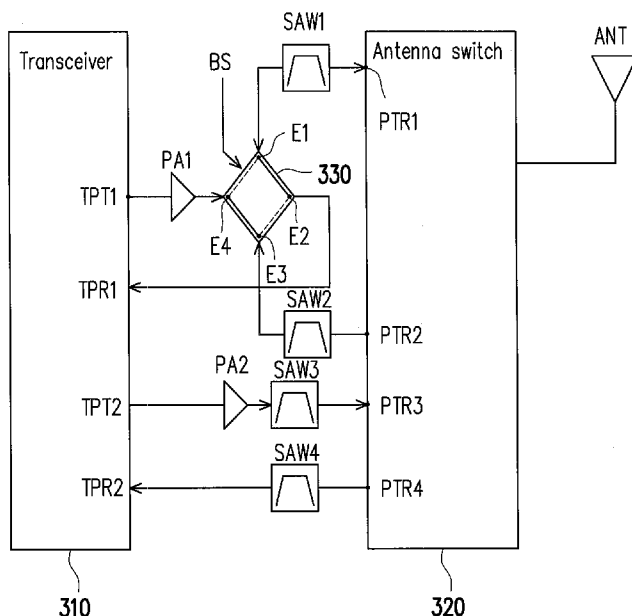 SAW1
ANT
Transceiver
BS
Antenna switch
PTR1
E1
330
PA1
TPT1
E4
E2
E3
TPR1
SAW2
PTR2
PA2
SAW3
TPT2
PTR3
SAW4
TPR2
PTR4
310
320